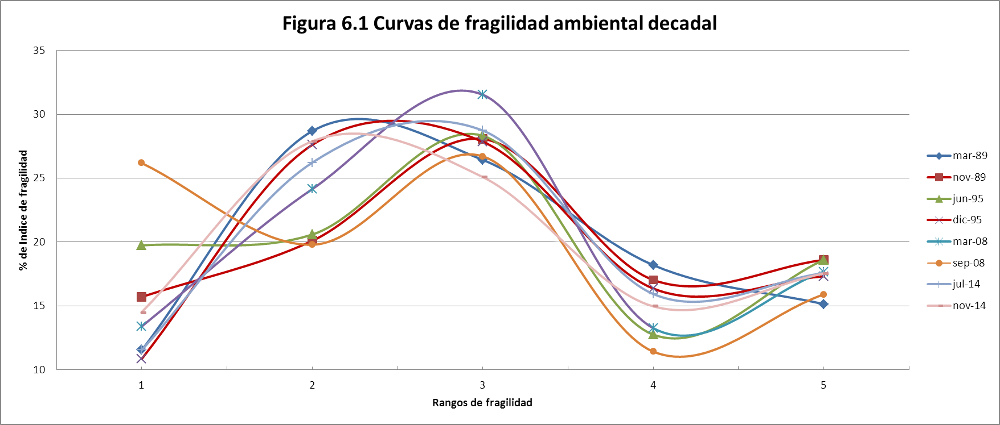 Figura 6.1 Curvas de fragilidad ambiental decadal
35
30
25
20
15
10
% de Indice de fragilidad
1 2 3 4 5
Rangos de fragilidad
mar-89
nov-89
jun-95
dic-95
mar-08
sep-08
jul-14
nov-14